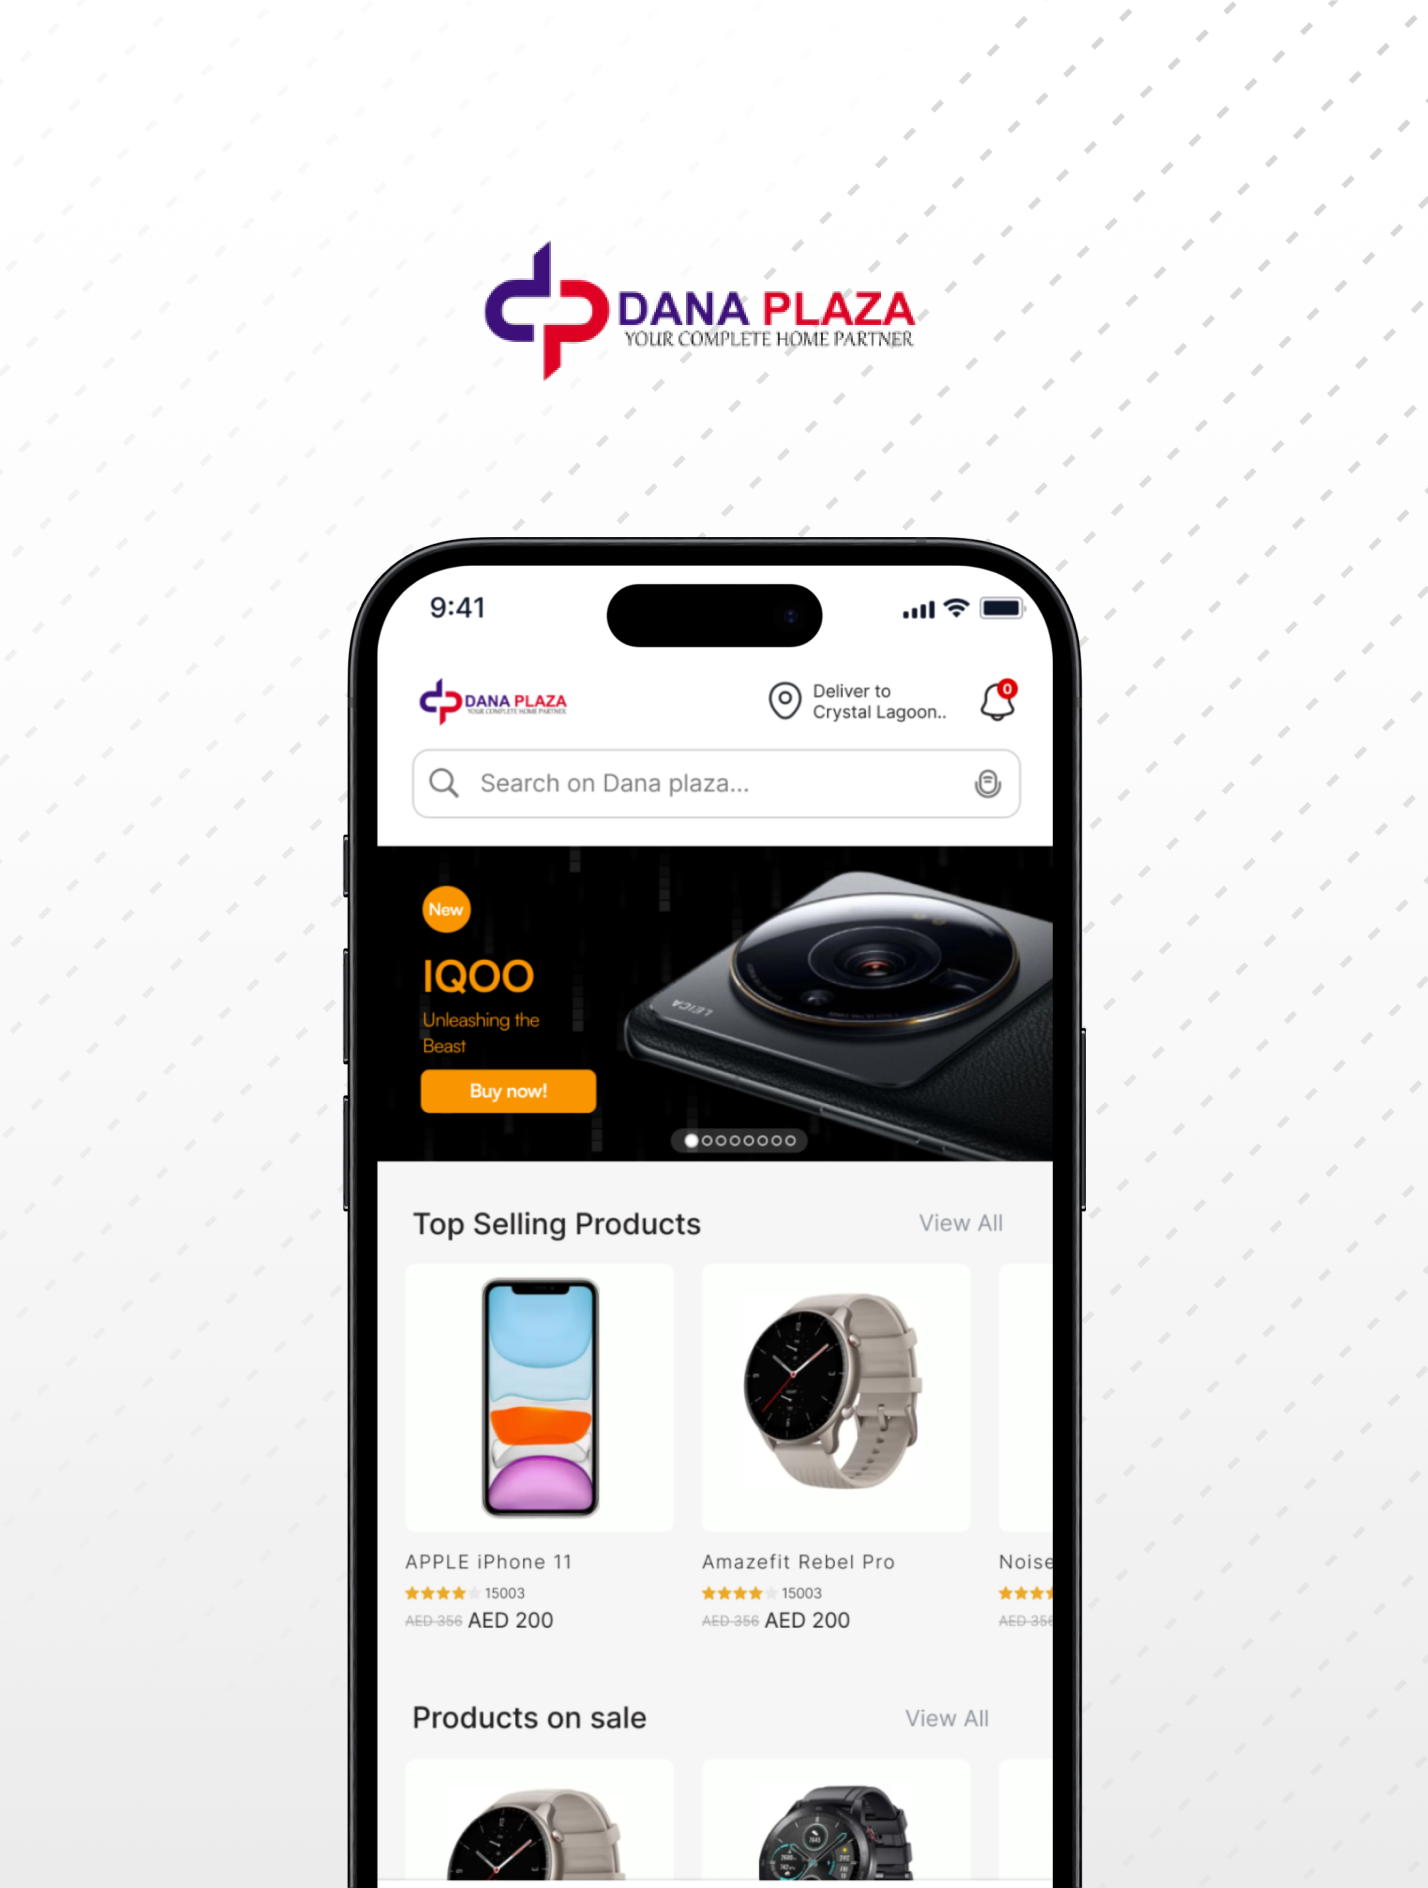 DANA PLAZA
YOUR COMPLETE HOME PARTNER
9:41
DANA PLAZA
YOUR COMPLETE HOME PARTNER
Deliver to
Crystal Lagoon..
0
Search on Dana plaza...
New
IQOO
Unleashing the
Beast
Buy now!
LEICA
Top Selling Products
View All
APPLE iPhone 11
15003
AED 356 AED 200
Amazefit Rebel Pro
15003
AED 356 AED 200
Noise
AED 356
Products on sale
View All